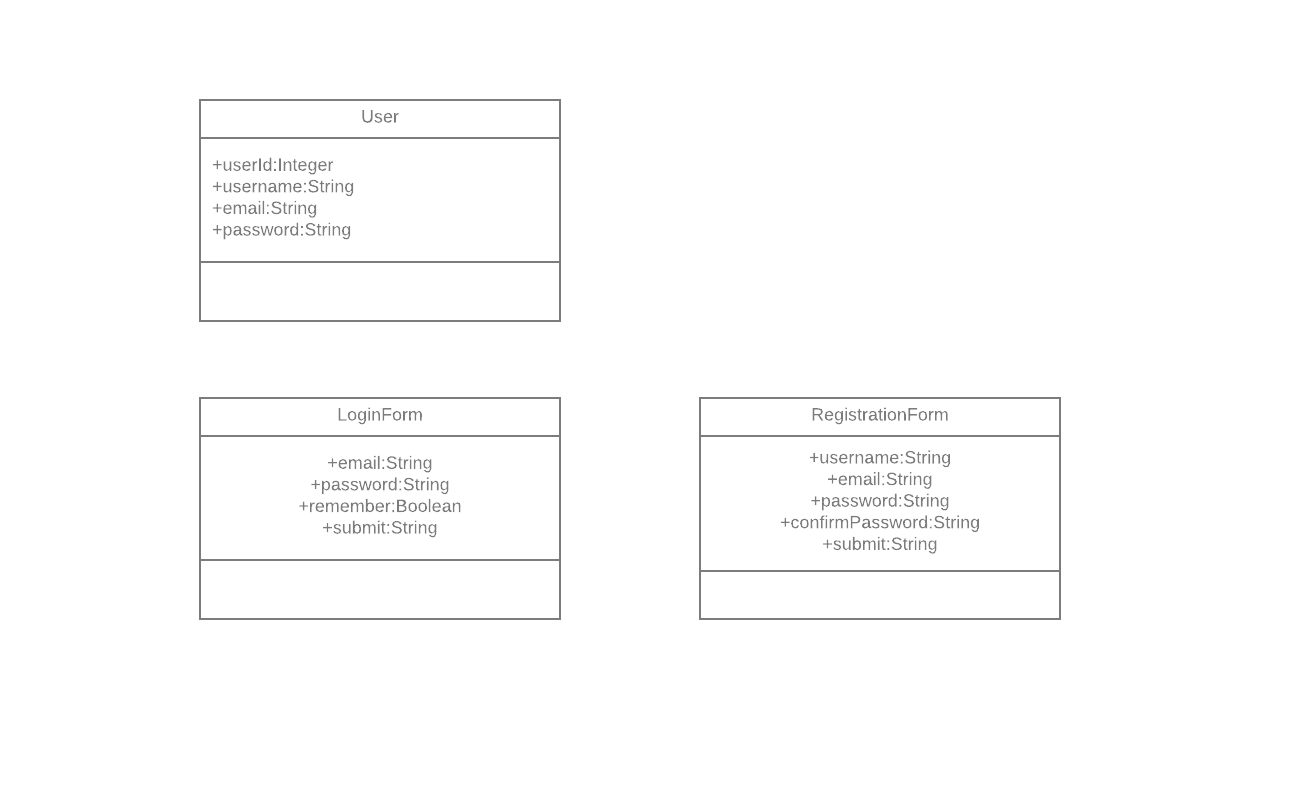 User
+userId:Integer
+username:String
+email:String
+password:String
LoginForm
+email:String
+password:String
+remember:Boolean
+submit:String
RegistrationForm
+username:String
+email:String
+password:String
+confirmPassword:String
+submit:String